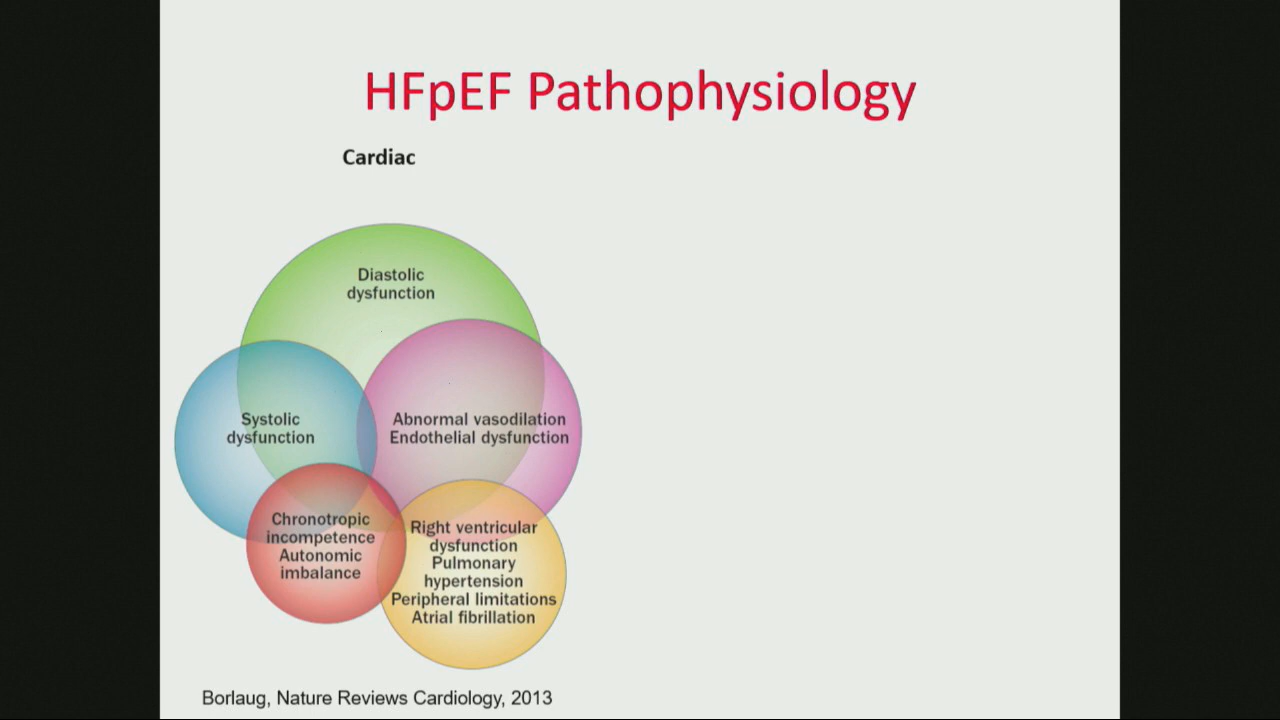 HFpEF Pathophysiology
Cardiac
Diastolic
dysfunction
Systolic
dysfunction
Abnormal vasodilation
Endothelial dysfunction
Chronotropic
incompetence
Autonomic
imbalance
Right ventricular
dysfunction
Pulmonary
hypertension
Peripheral limitations
Atrial fibrillation
Borlaug, Nature Reviews Cardiology, 2013